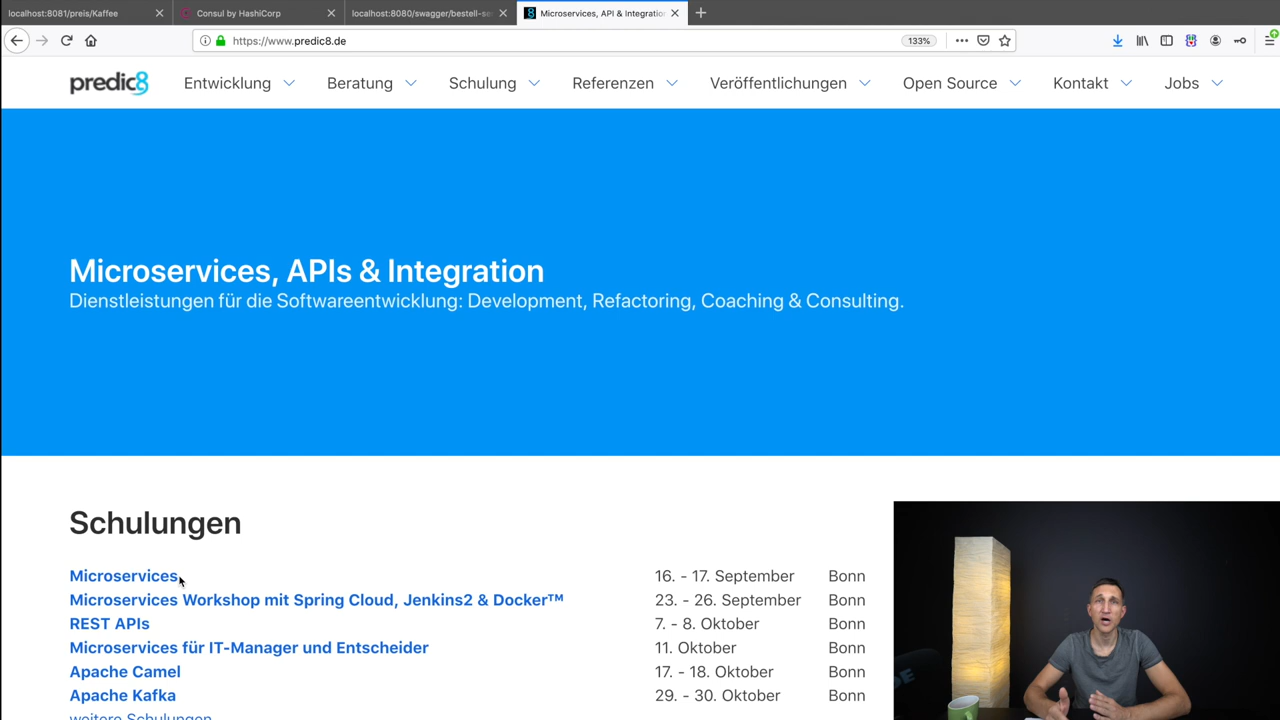 localhost:8081/preis/Kaffee
Consul by HashiCorp
localhost:8080/swagger/bestell-se
Microservices, API & Integration
https://www.predic8.de
133%
predic8
Entwicklung
Beratung
Schulung
Referenzen
Veröffentlichungen
Open Source
Kontakt
Jobs
Microservices, APIs & Integration
Dienstleistungen für die Softwareentwicklung: Development, Refactoring, Coaching & Consulting.
Schulungen
Microservices 16. - 17. September Bonn
Microservices Workshop mit Spring Cloud, Jenkins2 & Docker™ 23. - 26. September Bonn
REST APIs 7. - 8. Oktober Bonn
Microservices für IT-Manager und Entscheider 11. Oktober Bonn
Apache Camel 17. - 18. Oktober Bonn
Apache Kafka 29. - 30. Oktober Bonn
weitere Schulungen